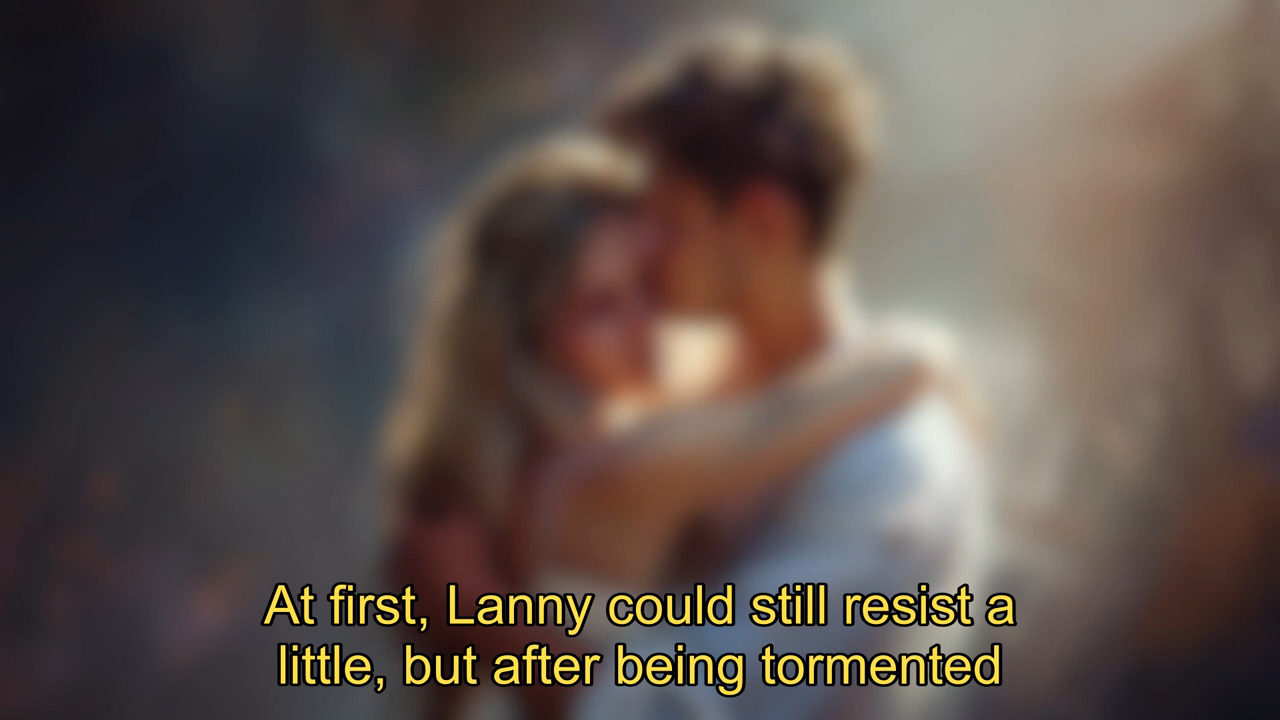 At first, Lanny could still resist a
little, but after being tormented